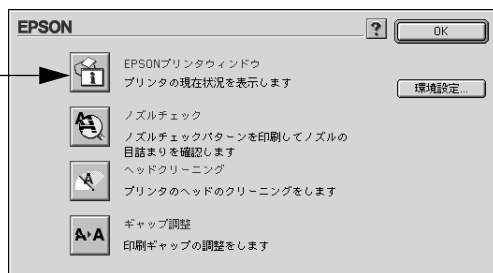 EPSON
?
OK
EPSONプリンタウィンドウ
プリンタの現在状況を表示します
環境設定...
ノズルチェック
ノズルチェックパターンを印刷してノズルの
目詰まりを確認します
ヘッドクリーニング
プリンタのヘッドのクリーニングをします
A▸A
ギャップ調整
印刷ギャップの調整をします